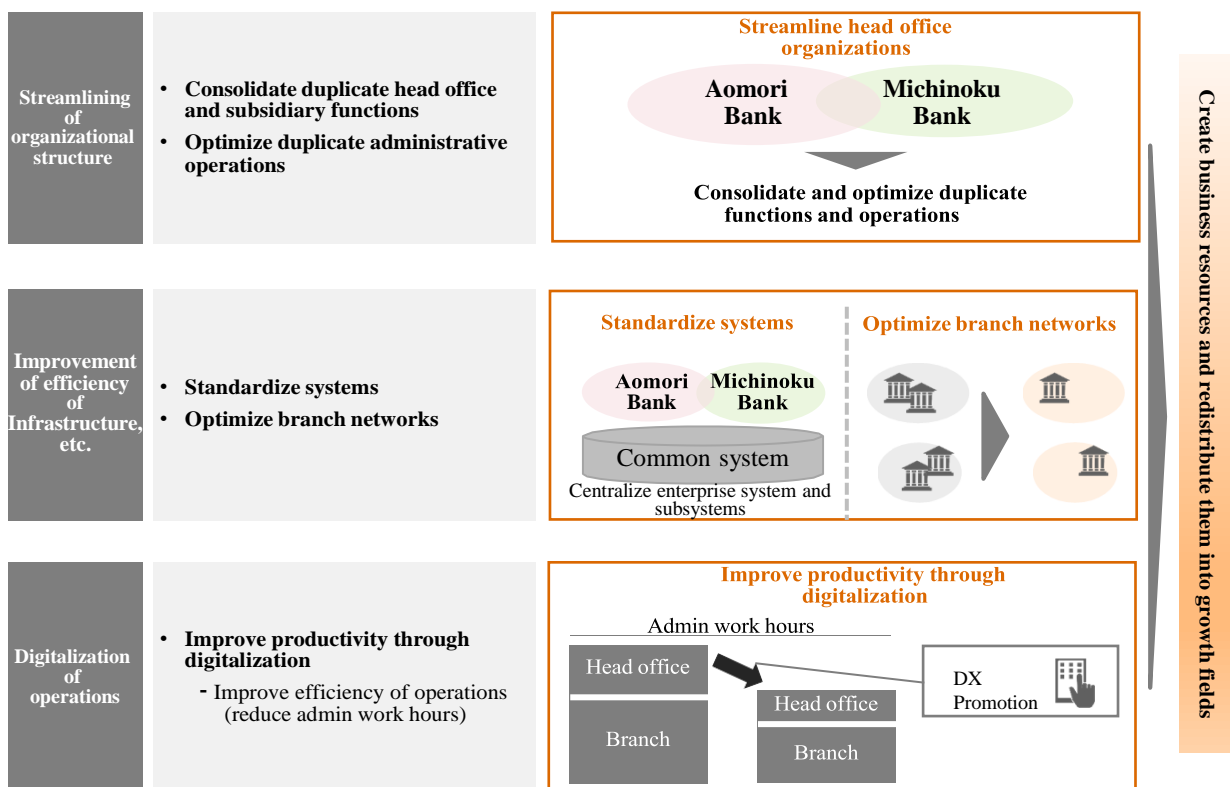 Streamlining
of
organizational
structure
• Consolidate duplicate head office
and subsidiary functions
• Optimize duplicate administrative
operations
Streamline head office
organizations
Aomori
Bank
Michinoku
Bank
Consolidate and optimize duplicate
functions and operations
Improvement
of efficiency
of
Infrastructure,
etc.
• Standardize systems
• Optimize branch networks
Standardize systems
Aomori
Bank
Michinoku
Bank
Common system
Centralize enterprise system and
subsystems
Optimize branch networks
Digitalization
of
operations
• Improve productivity through
digitalization
- Improve efficiency of operations
(reduce admin work hours)
Improve productivity through
digitalization
Admin work hours
Head office
Branch
Head office
Branch
DX
Promotion
Create business resources and redistribute them into growth fields